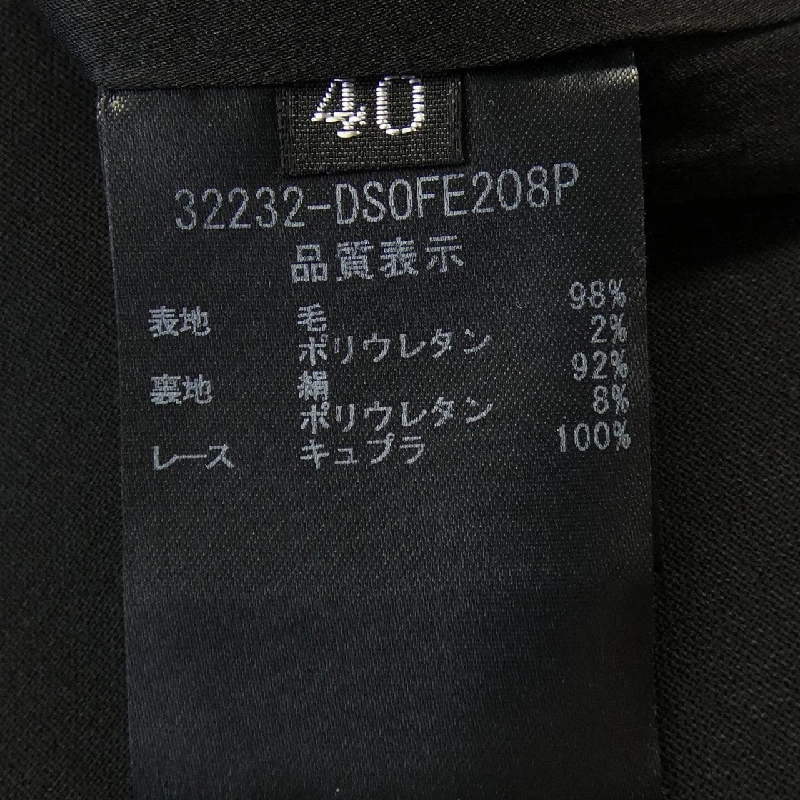 40
32232-DS0FE208P
品質表示
表地 毛 98%
ポリウレタン 2%
裏地 絹 92%
ポリウレタン 8%
レース キュプラ 100%